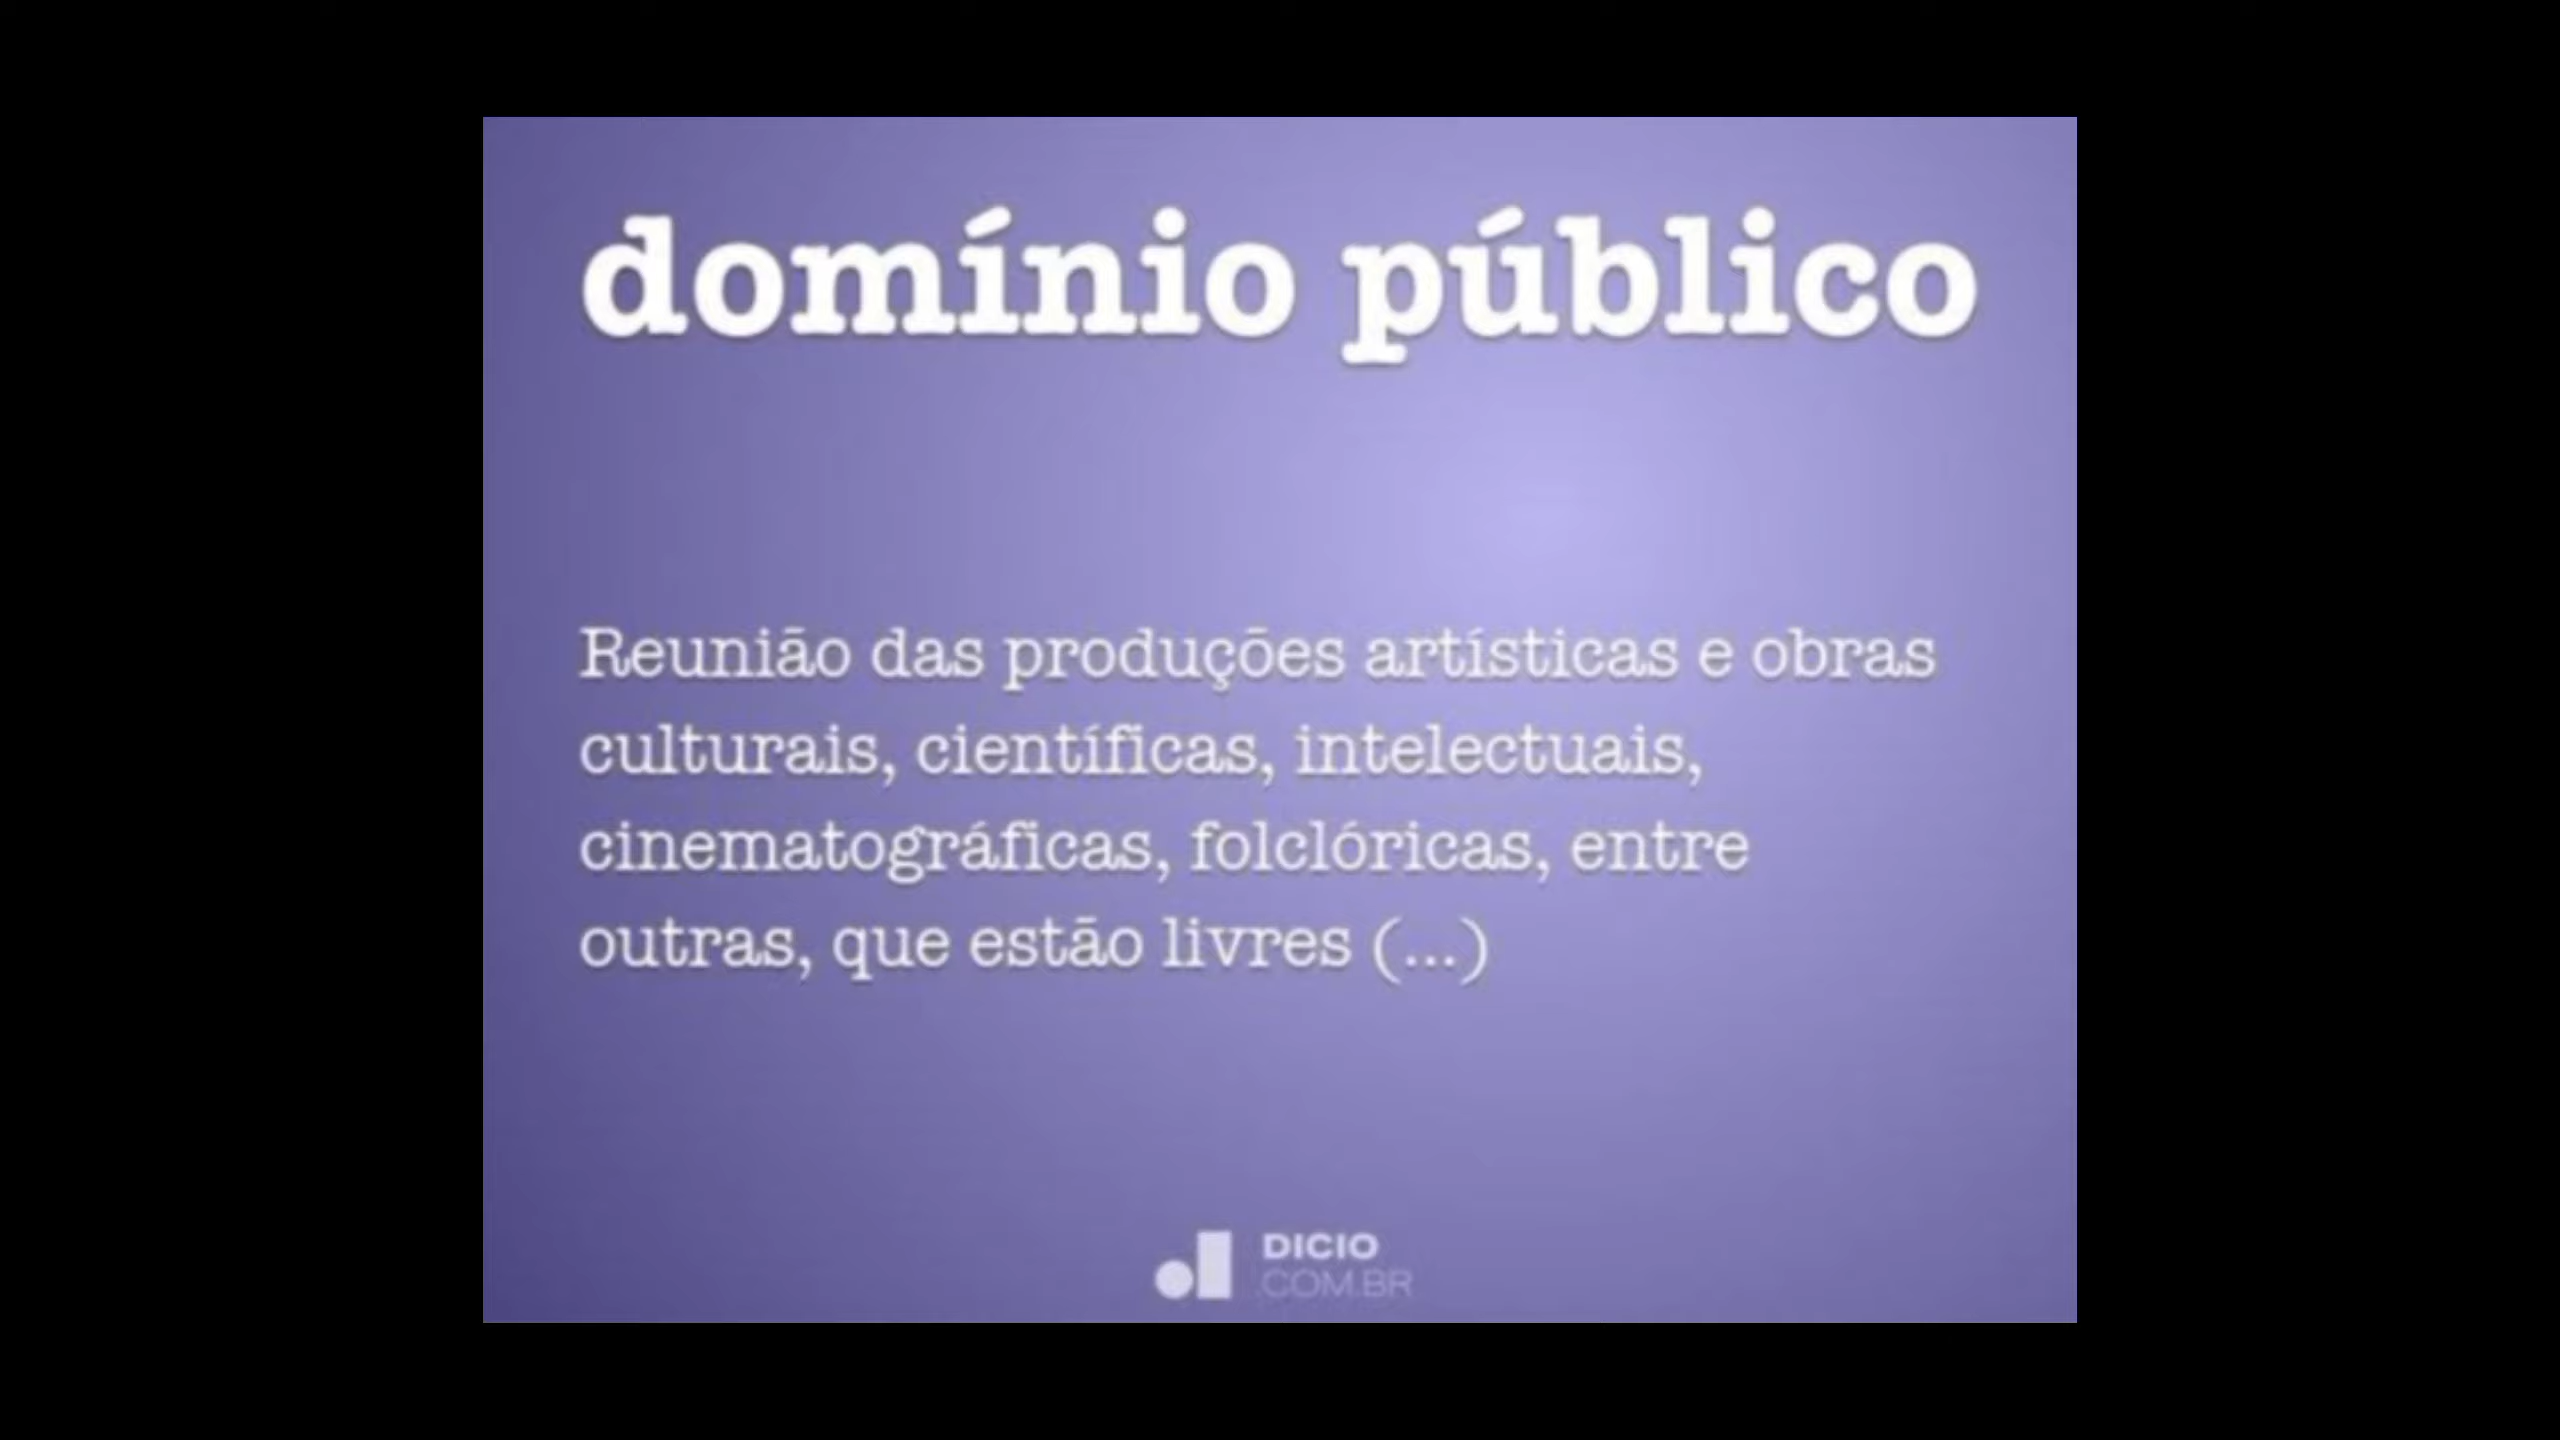 domínio público
Reunião das produções artísticas e obras
culturais, científicas, intelectuais,
cinematográficas, folclóricas, entre
outras, que estão livres (...)
DICIO
.COM.BR